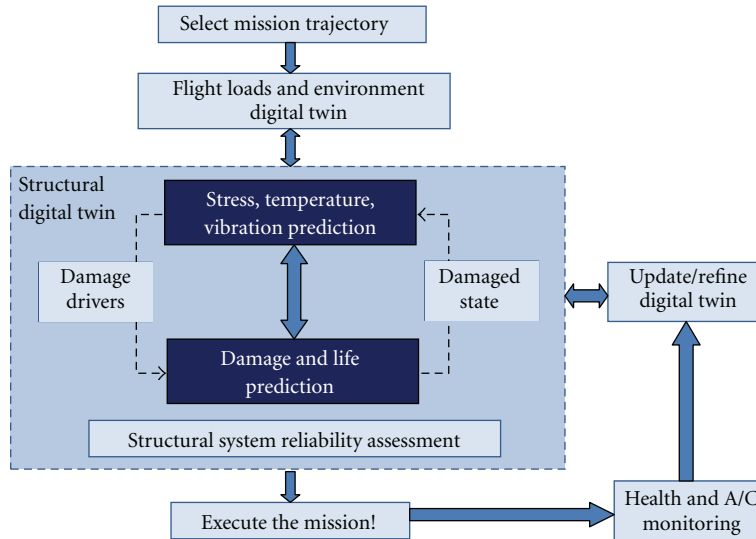 Select mission trajectory
Flight loads and environment
digital twin
Structural
digital twin
Stress, temperature,
vibration prediction
Damage
drivers
Damaged
state
Update/refine
digital twin
Damage and life
prediction
Structural system reliability assessment
Execute the mission!
Health and A/C
monitoring